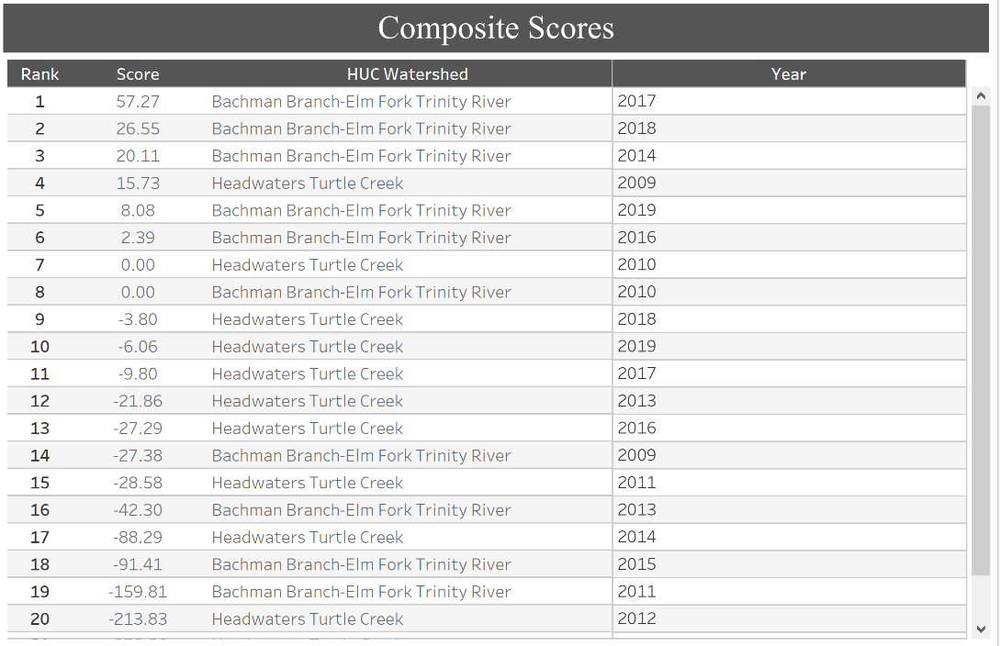 Composite Scores
Rank Score HUC Watershed Year
1 57.27 Bachman Branch-Elm Fork Trinity River 2017
2 26.55 Bachman Branch-Elm Fork Trinity River 2018
3 20.11 Bachman Branch-Elm Fork Trinity River 2014
4 15.73 Headwaters Turtle Creek 2009
5 8.08 Bachman Branch-Elm Fork Trinity River 2019
6 2.39 Bachman Branch-Elm Fork Trinity River 2016
7 0.00 Headwaters Turtle Creek 2010
8 0.00 Bachman Branch-Elm Fork Trinity River 2010
9 -3.80 Headwaters Turtle Creek 2018
10 -6.06 Headwaters Turtle Creek 2019
11 -9.80 Headwaters Turtle Creek 2017
12 -21.86 Headwaters Turtle Creek 2013
13 -27.29 Headwaters Turtle Creek 2016
14 -27.38 Bachman Branch-Elm Fork Trinity River 2009
15 -28.58 Headwaters Turtle Creek 2011
16 -42.30 Bachman Branch-Elm Fork Trinity River 2013
17 -88.29 Headwaters Turtle Creek 2014
18 -91.41 Bachman Branch-Elm Fork Trinity River 2015
19 -159.81 Bachman Branch-Elm Fork Trinity River 2011
20 -213.83 Headwaters Turtle Creek 2012